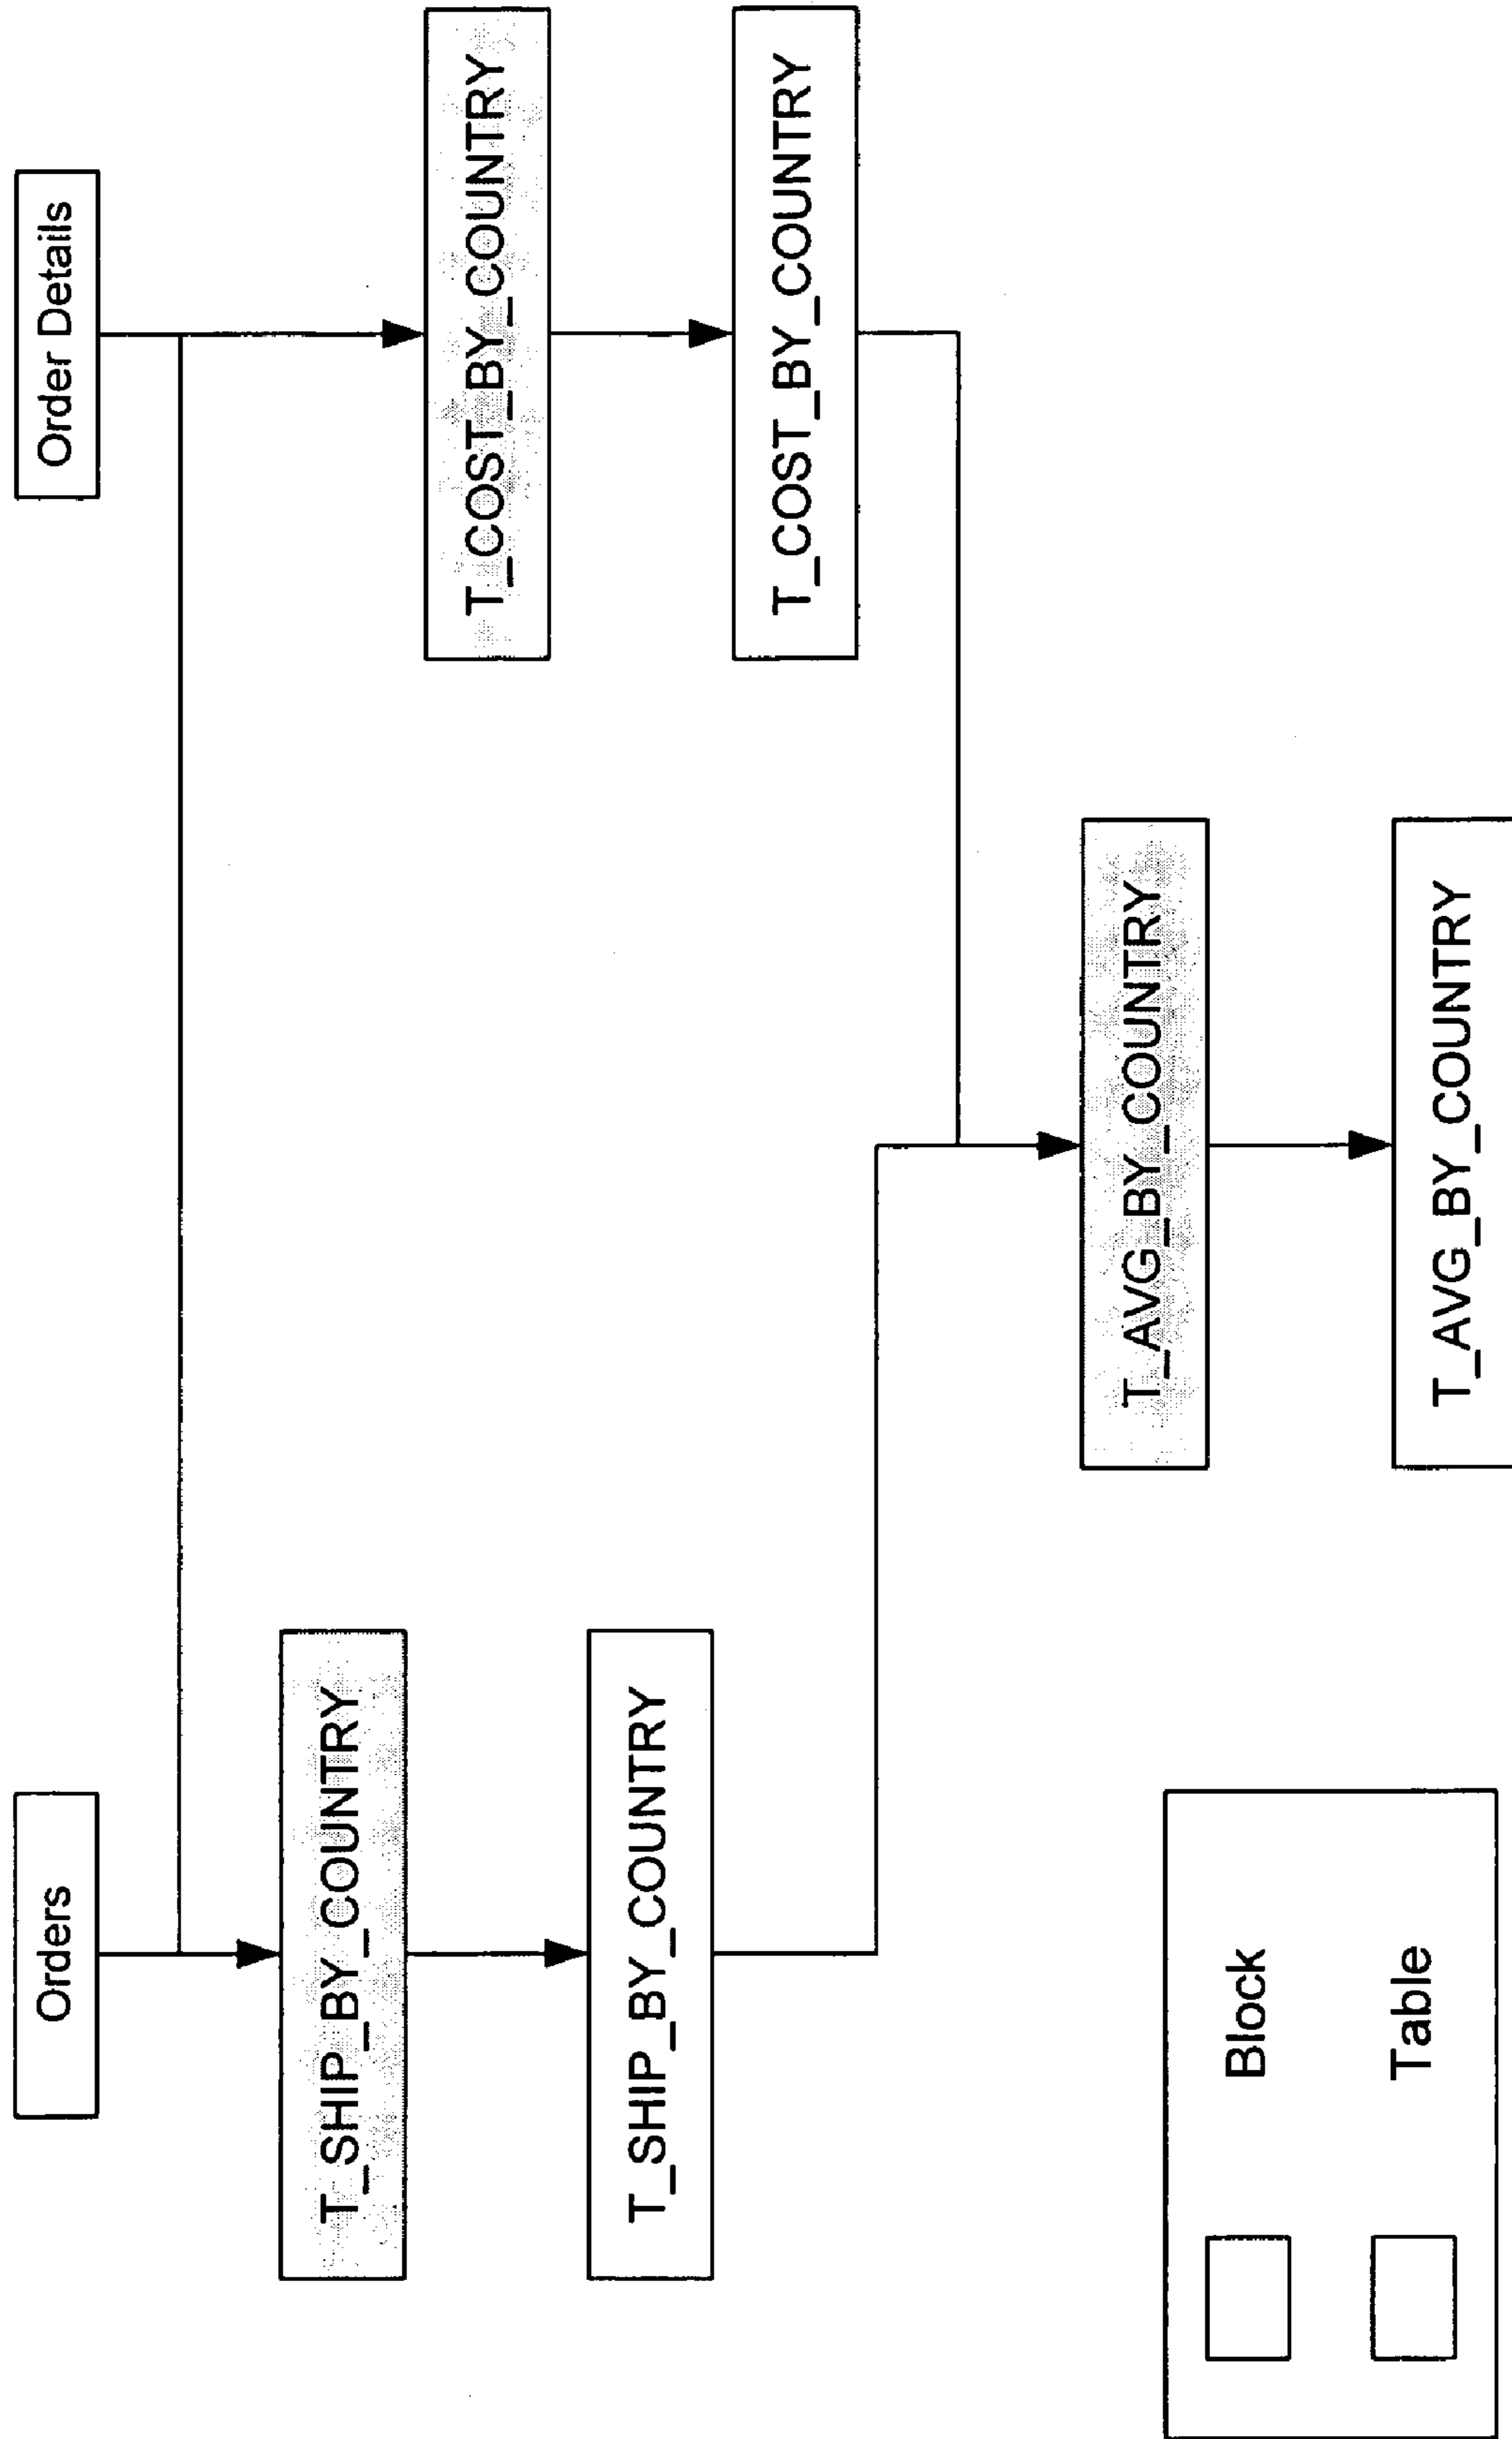 Orders
Order Details
T_SHIP_BY_COUNTRY
T_COST_BY_COUNTRY
T_SHIP_BY_COUNTRY
T_COST_BY_COUNTRY
T_AVG_BY_COUNTRY
T_AVG_BY_COUNTRY
Block
Table